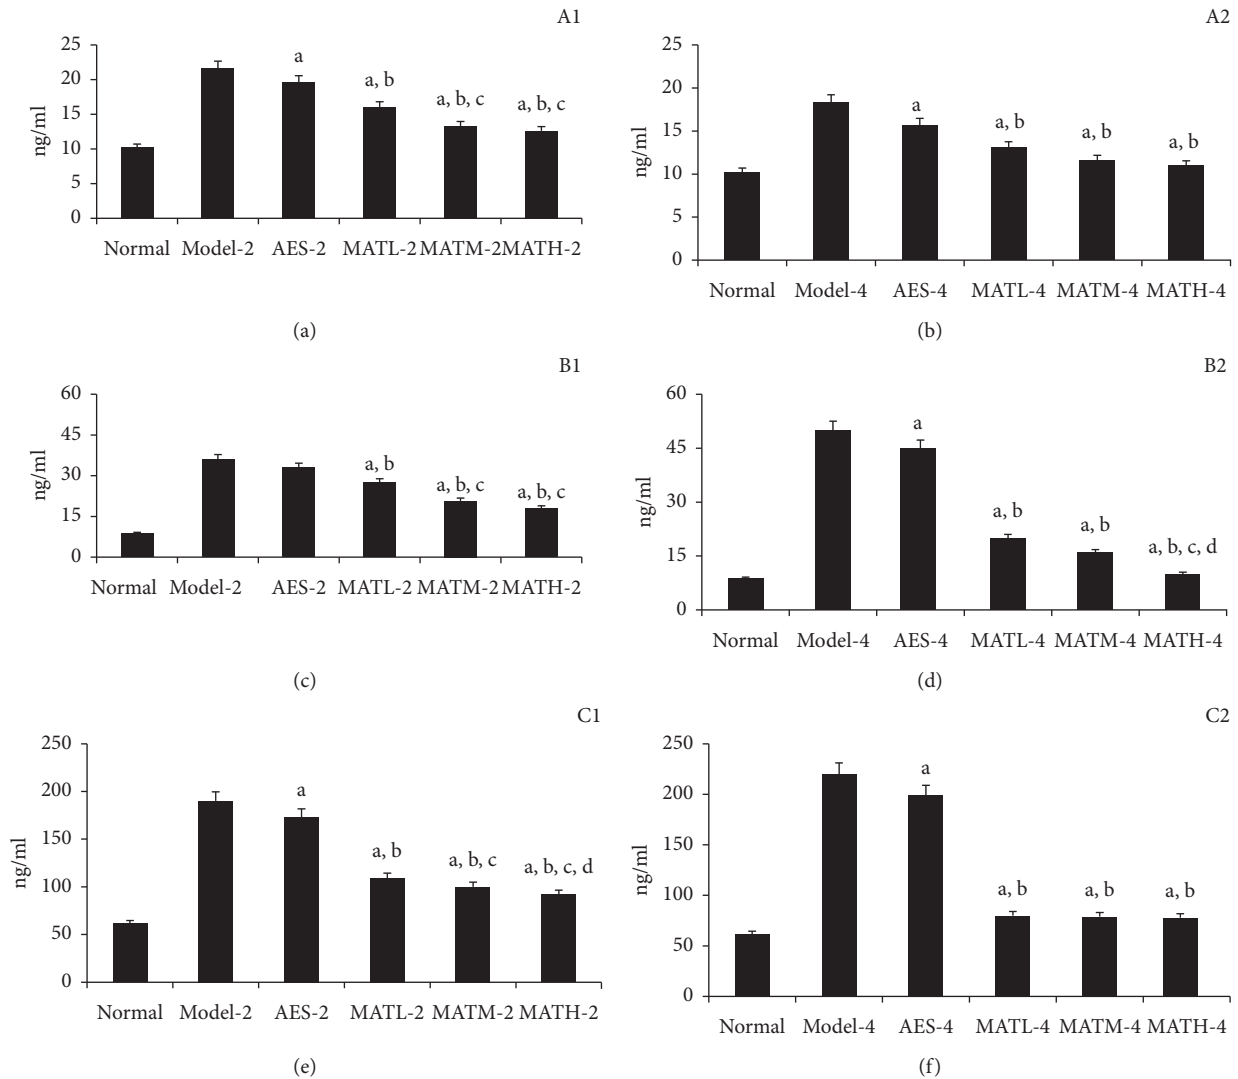 A1
25
20
15
10
5
0
ng/ml
a
a, b
a, b, c
a, b, c
Normal Model-2 AES-2 MATL-2 MATM-2 MATH-2
(a)
A2
25
20
15
10
5
0
ng/ml
a
a, b
a, b
a, b
Normal Model-4 AES-4 MATL-4 MATM-4 MATH-4
(b)
B1
60
45
30
15
0
ng/ml
a, b
a, b, c
a, b, c
Normal Model-2 AES-2 MATL-2 MATM-2 MATH-2
(c)
B2
60
45
30
15
0
ng/ml
a
a, b
a, b
a, b, c, d
Normal Model-4 AES-4 MATL-4 MATM-4 MATH-4
(d)
C1
250
200
150
100
50
0
ng/ml
a
a, b
a, b, c
a, b, c, d
Normal Model-2 AES-2 MATL-2 MATM-2 MATH-2
(e)
C2
250
200
150
100
50
0
ng/ml
a
a, b
a, b
a, b
Normal Model-4 AES-4 MATL-4 MATM-4 MATH-4
(f)